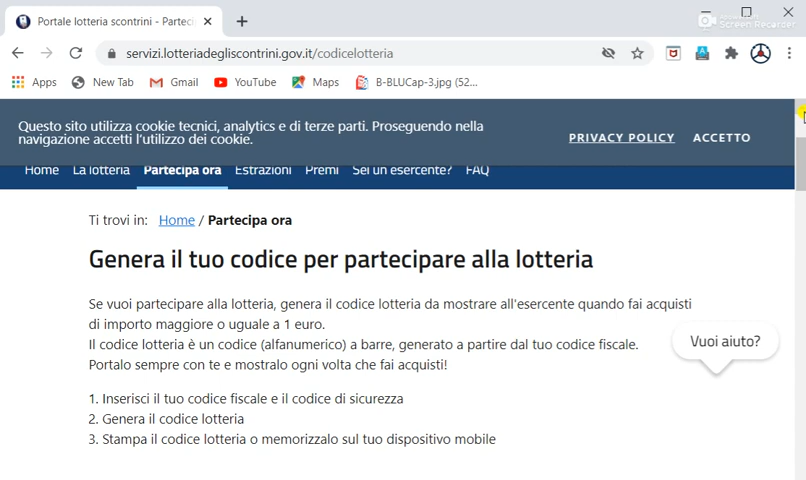 Portale lotteria scontrini - Partec
Screen Recorder
servizi.lotteriadegliscontrini.gov.it/codicelotteria
Apps New Tab Gmail YouTube Maps B-BLUCap-3.jpg (52...
Questo sito utilizza cookie tecnici, analytics e di terze parti. Proseguendo nella
navigazione accetti l'utilizzo dei cookie.
PRIVACY POLICY ACCETTO
Home La lotteria Partecipa ora Estrazioni Premi Sei un esercente? FAQ
Ti trovi in: Home / Partecipa ora
Genera il tuo codice per partecipare alla lotteria
Se vuoi partecipare alla lotteria, genera il codice lotteria da mostrare all'esercente quando fai acquisti
di importo maggiore o uguale a 1 euro.
Il codice lotteria è un codice (alfanumerico) a barre, generato a partire dal tuo codice fiscale.
Portalo sempre con te e mostralo ogni volta che fai acquisti!
Vuoi aiuto?
1. Inserisci il tuo codice fiscale e il codice di sicurezza
2. Genera il codice lotteria
3. Stampa il codice lotteria o memorizzalo sul tuo dispositivo mobile